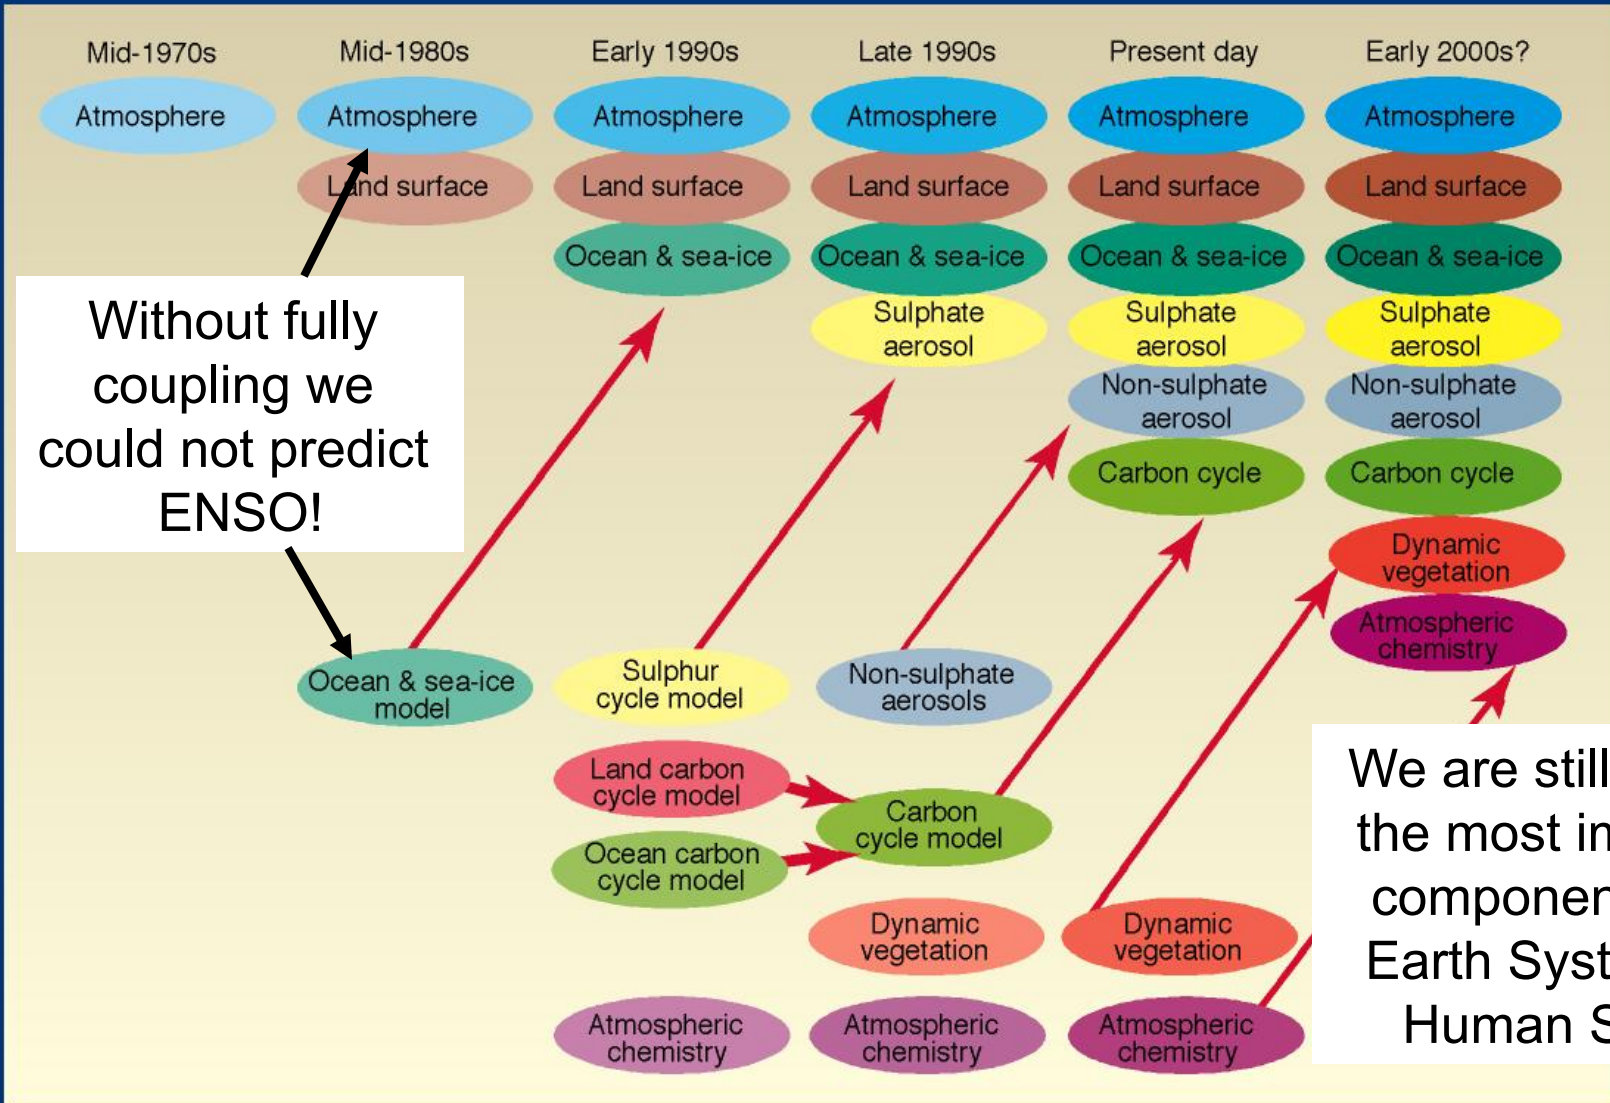 Mid-1970s
Mid-1980s
Early 1990s
Late 1990s
Present day
Early 2000s?
Atmosphere
Atmosphere
Atmosphere
Atmosphere
Atmosphere
Atmosphere
Land surface
Land surface
Land surface
Land surface
Land surface
Ocean & sea-ice
Ocean & sea-ice
Ocean & sea-ice
Ocean & sea-ice
Sulphate
aerosol
Sulphate
aerosol
Sulphate
aerosol
Non-sulphate
aerosol
Non-sulphate
aerosol
Carbon cycle
Carbon cycle
Dynamic
vegetation
Atmospheric
chemistry
Without fully
coupling we
could not predict
ENSO!
Ocean & sea-ice
model
Sulphur
cycle model
Non-sulphate
aerosols
Land carbon
cycle model
Carbon
cycle model
Ocean carbon
cycle model
Dynamic
vegetation
Dynamic
vegetation
Atmospheric
chemistry
Atmospheric
chemistry
Atmospheric
chemistry
We are still
the most
Earth
Human